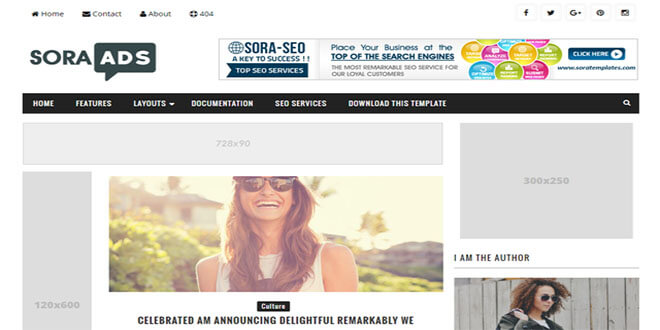 Home Contact About 404
SORA ADS
SORA-SEO
A KEY TO SUCCESS !!
TOP SEO SERVICES
Place Your Business at the
TOP OF THE SEARCH ENGINES
THE MOST REMARKABLE SEO SERVICE FOR
OUR LOYAL CUSTOMERS
CLICK HERE
www.soratemplates.com
HOME FEATURES LAYOUTS DOCUMENTATION SEO SERVICES DOWNLOAD THIS TEMPLATE
728x90
300x250
120x600
Culture
CELEBRATED AM ANNOUNCING DELIGHTFUL REMARKABLY WE
I AM THE AUTHOR